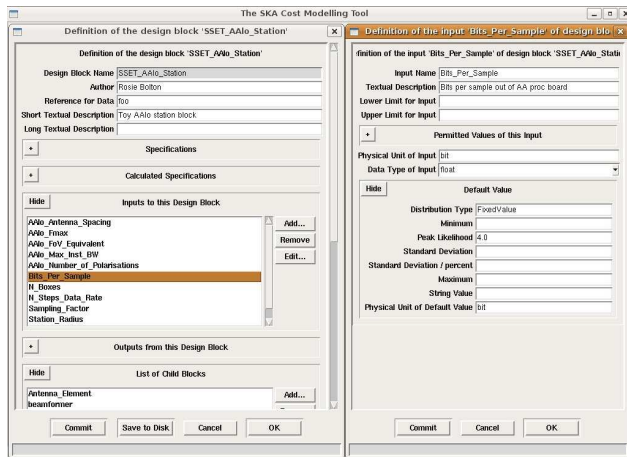 The SKA Cost Modelling Tool
Definition of the design block 'SSET_AAlo_Station'
Definition of the design block 'SSET_AAlo_Station'
Design Block Name SSET_AAlo_Station
Author Rosie Bolton
Reference for Data foo
Short Textual Description Toy AAlo station block
Long Textual Description
+ Specifications
+ Calculated Specifications
Hide Inputs to this Design Block
AAlo_Antenna_Spacing
AAlo_Fmax
AAlo_FoV_Equivalent
AAlo_Max_Inst_BW
AAlo_Number_of_Polarisations
Bits_Per_Sample
N_Boxes
N_Steps_Data_Rate
Sampling_Factor
Station_Radius
Add...
Remove
Edit...
+ Outputs from this Design Block
Hide List of Child Blocks
Antenna_Element
beamformer
Add...
Commit Save to Disk Cancel OK
Definition of the input 'Bits_Per_Sample' of design blo
finition of the input 'Bits_Per_Sample' of design block 'SSET_AAlo_Statio
Input Name Bits_Per_Sample
Textual Description Bits per sample out of AA proc board
Lower Limit for Input
Upper Limit for Input
+ Permitted Values of this Input
Physical Unit of Input bit
Data Type of Input float
Hide Default Value
Distribution Type FixedValue
Minimum
Peak Likelihood 4.0
Standard Deviation
Standard Deviation / percent
Maximum
String Value
Physical Unit of Default Value bit
Commit Cancel OK